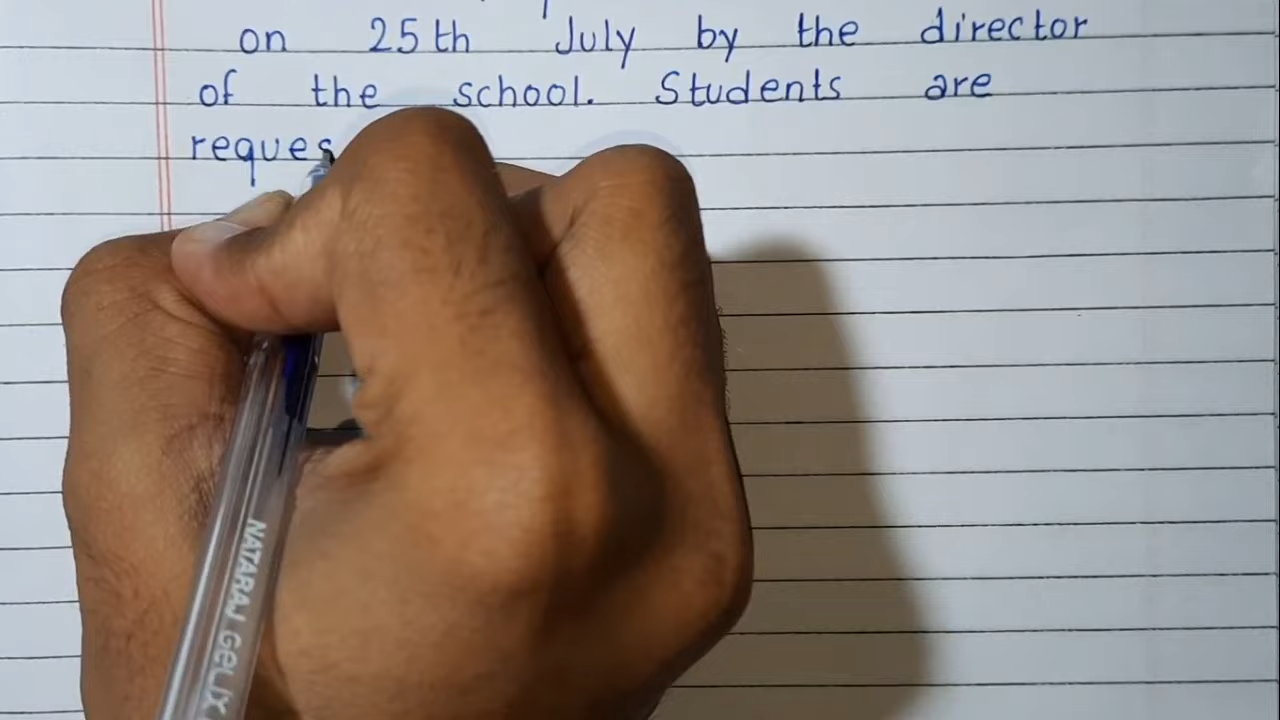 on 25th July by the director
of the school. Students are
reques
NATARAJ GELIX